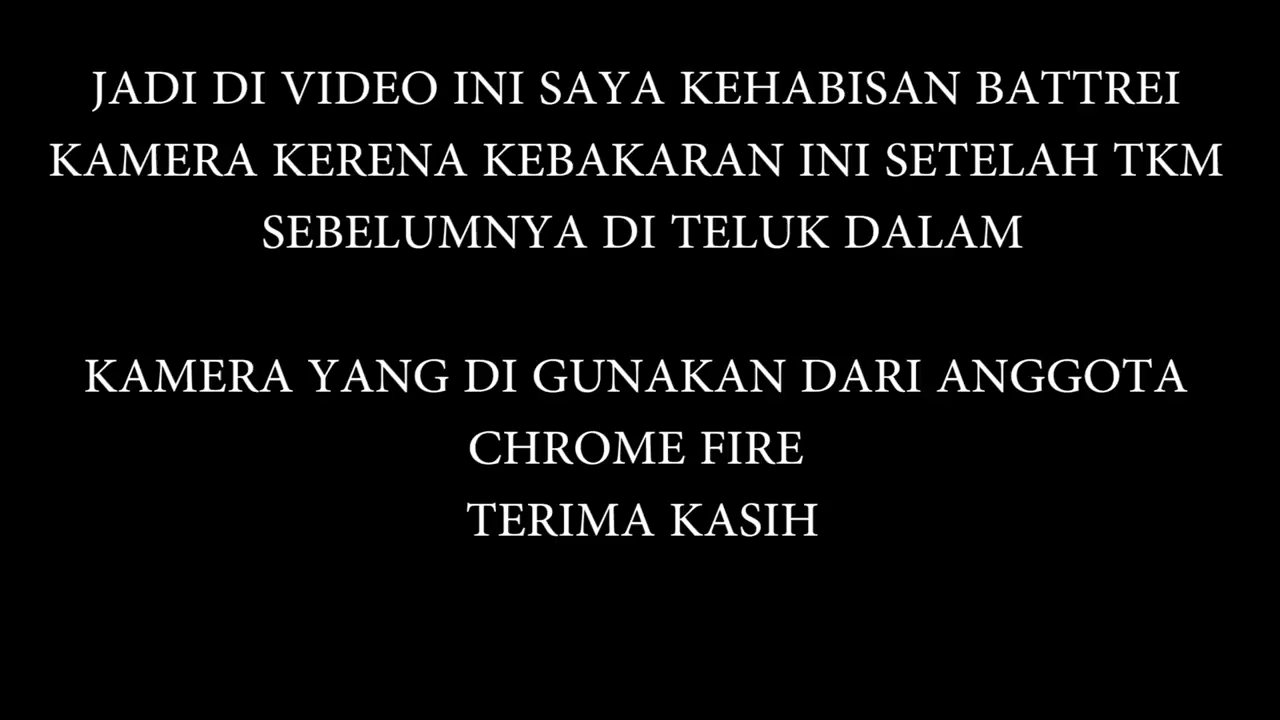 JADI DI VIDEO INI SAYA KEHABISAN BATTREI
KAMERA KERENA KEBAKARAN INI SETELAH TKM
SEBELUMNYA DI TELUK DALAM
KAMERA YANG DI GUNAKAN DARI ANGGOTA
CHROME FIRE
TERIMA KASIH